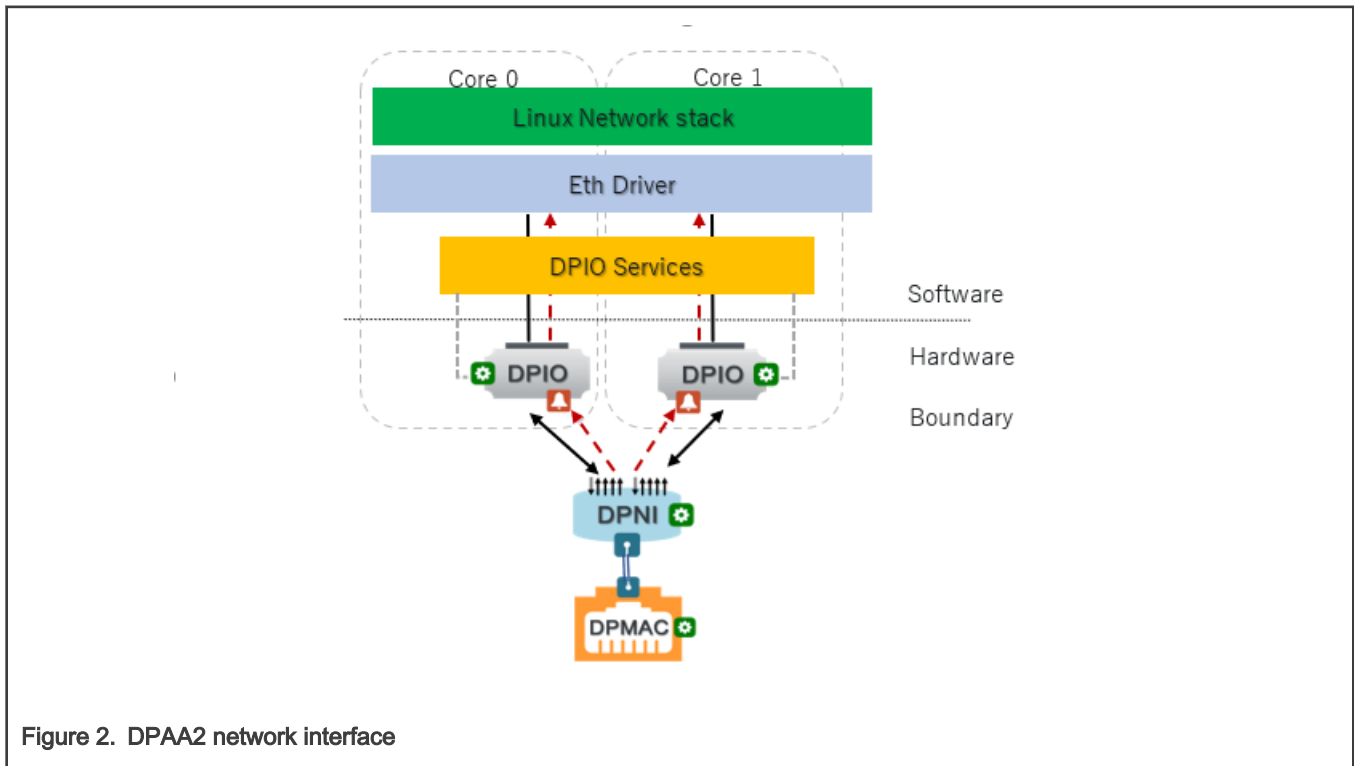 Core 0
Core 1
Linux Network stack
Eth Driver
DPIO Services
Software
Hardware
Boundary
DPIO
DPIO
DPNI
DPMAC
Figure 2. DPAA2 network interface